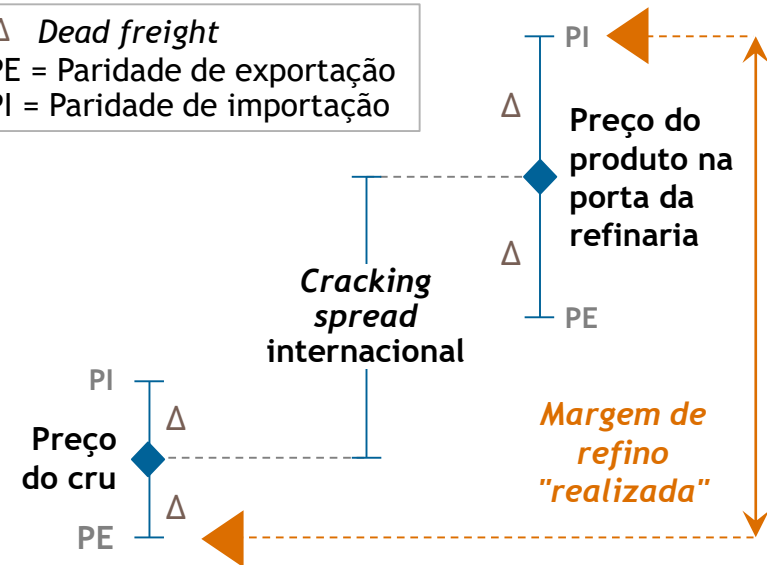 Δ Dead freight
PE = Paridade de exportação
PI = Paridade de importação
PI
Δ
Preço do
produto na
porta da
refinaria
Δ
PE
Cracking
spread
internacional
PI
Δ
Preço
do cru
Δ
PE
Margem de
refino
"realizada"